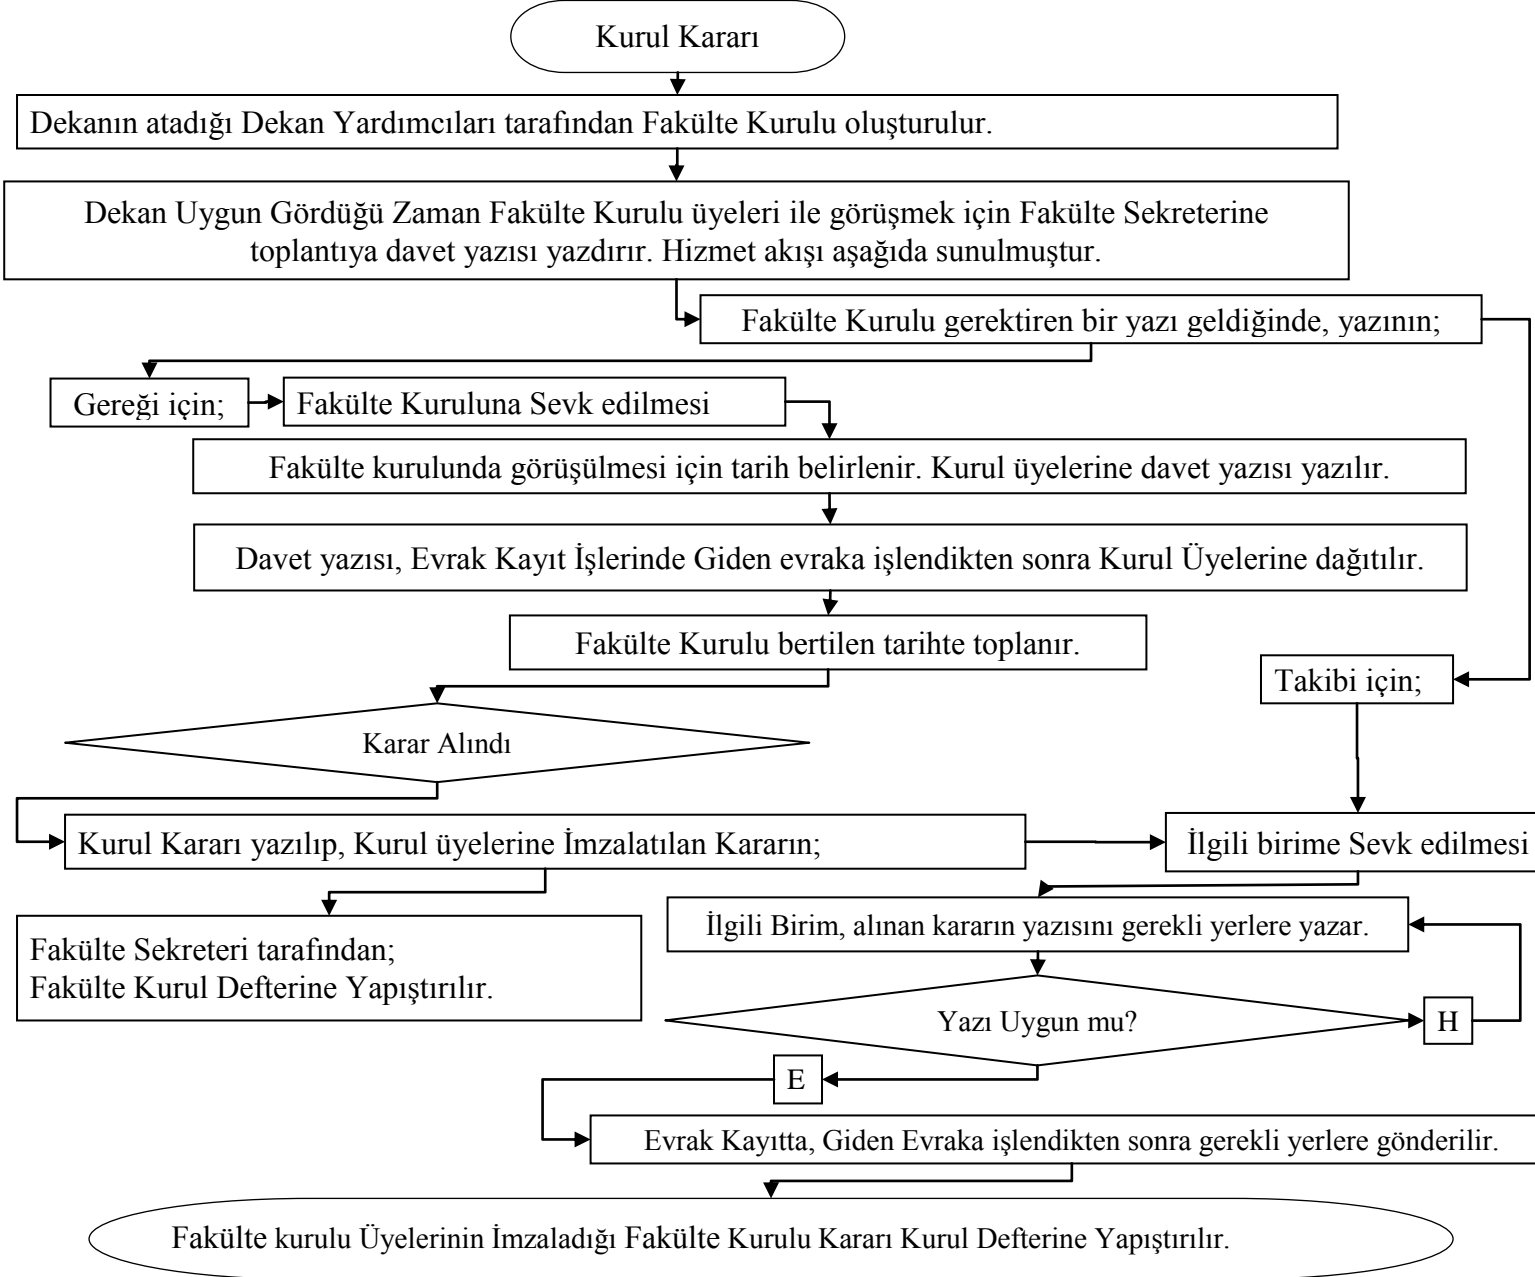 Kurul Kararı
Dekanın atadığı Dekan Yardımcıları tarafından Fakülte Kurulu oluşturulur.
Dekan Uygun Gördüğü Zaman Fakülte Kurulu üyeleri ile görüşmek için Fakülte Sekreterine
toplantıya davet yazısı yazdırır. Hizmet akışı aşağıda sunulmuştur.
Fakülte Kurulu gerektiren bir yazı geldiğinde, yazının;
Gereği için;
Fakülte Kuruluna Sevk edilmesi
Fakülte kurulunda görüşülmesi için tarih belirlenir. Kurul üyelerine davet yazısı yazılır.
Davet yazısı, Evrak Kayıt İşlerinde Giden evraka işlendikten sonra Kurul Üyelerine dağıtılır.
Fakülte Kurulu bertilen tarihte toplanır.
Takibi için;
Karar Alındı
Kurul Kararı yazılıp, Kurul üyelerine İmzalatılan Kararın;
İlgili birime Sevk edilmesi
İlgili Birim, alınan kararın yazısını gerekli yerlere yazar.
Fakülte Sekreteri tarafından;
Fakülte Kurul Defterine Yapıştırılır.
Yazı Uygun mu?
H
E
Evrak Kayıtta, Giden Evraka işlendikten sonra gerekli yerlere gönderilir.
Fakülte kurulu Üyelerinin İmzaladığı Fakülte Kurulu Kararı Kurul Defterine Yapıştırılır.